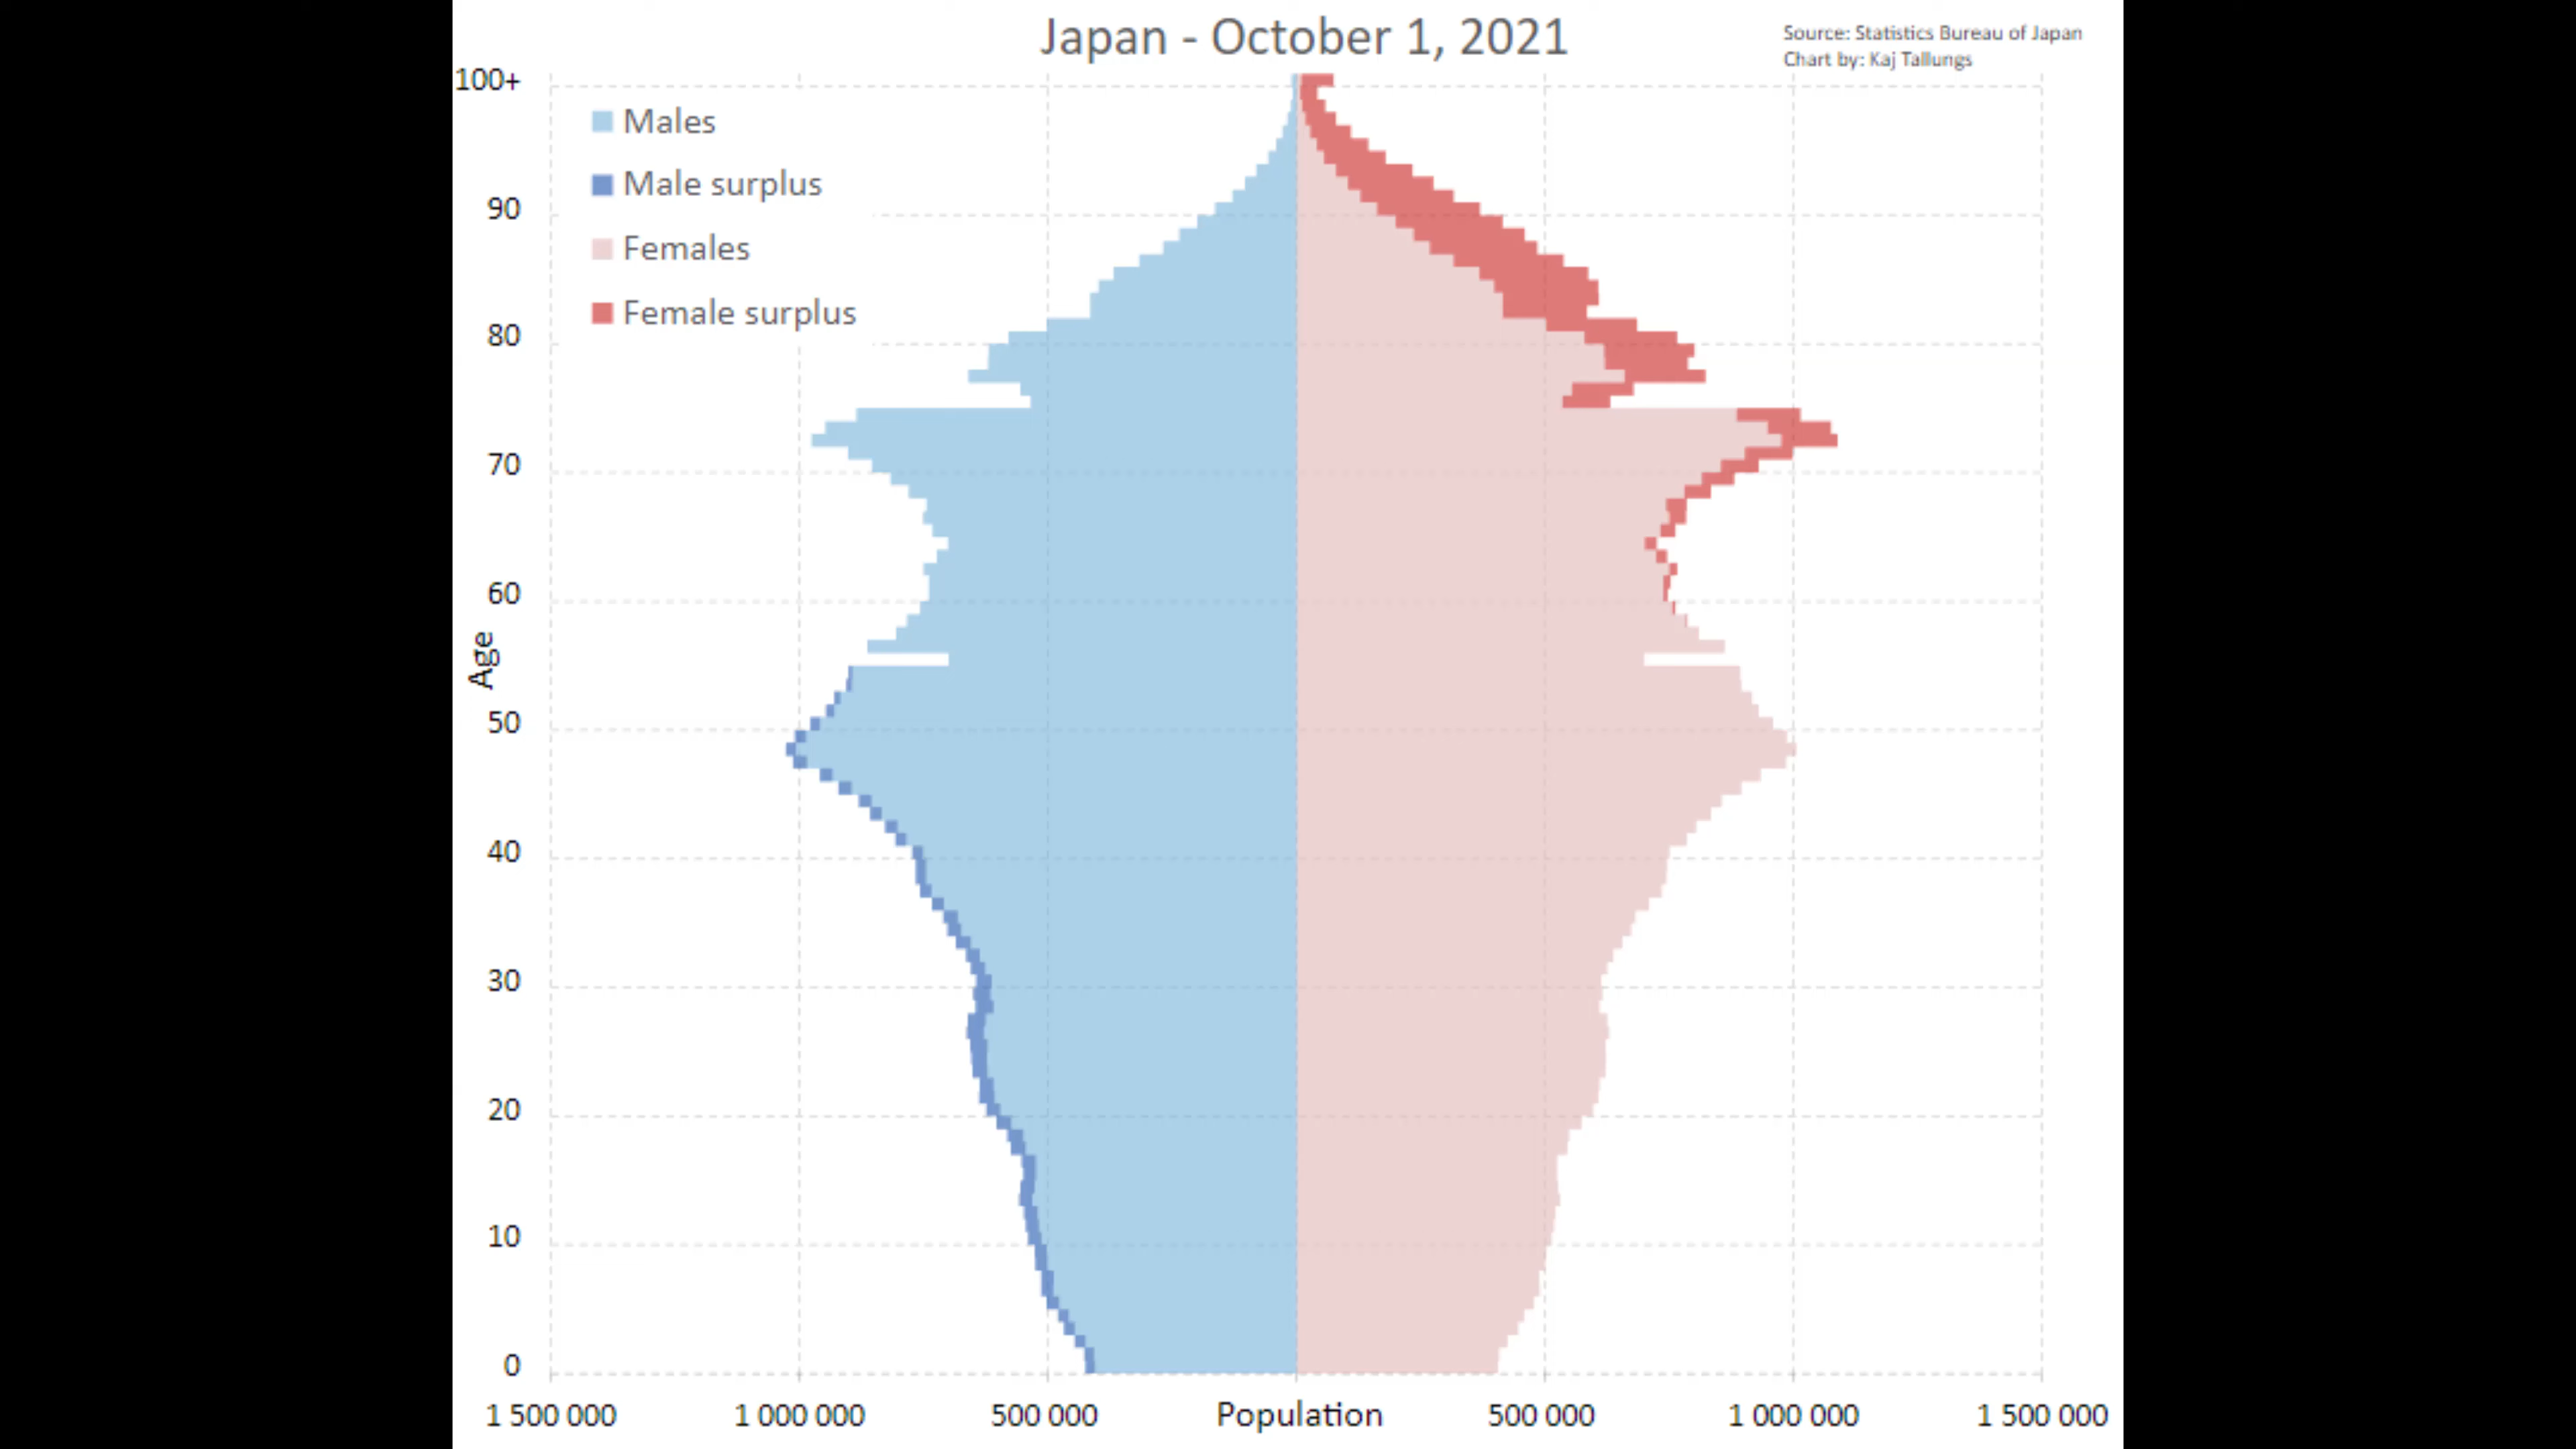 Japan - October 1, 2021
Source: Statistics Bureau of Japan
Chart by: Kaj Tallungs
Males
Male surplus
Females
Female surplus
100+
90
80
70
60
50
40
30
20
10
0
Age
1 500 000
1 000 000
500 000
Population
500 000
1 000 000
1 500 000